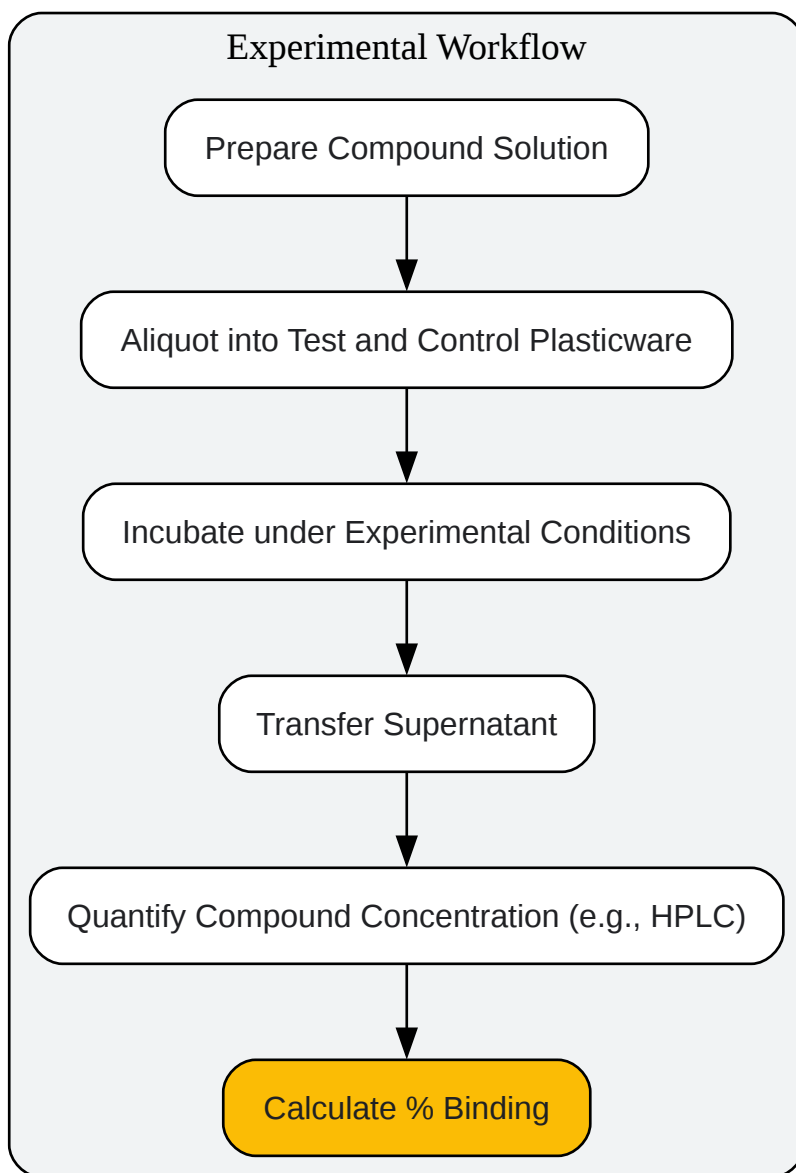 Experimental Workflow
Prepare Compound Solution
Aliquot into Test and Control Plasticware
Incubate under Experimental Conditions
Transfer Supernatant
Quantify Compound Concentration (e.g., HPLC)
Calculate % Binding